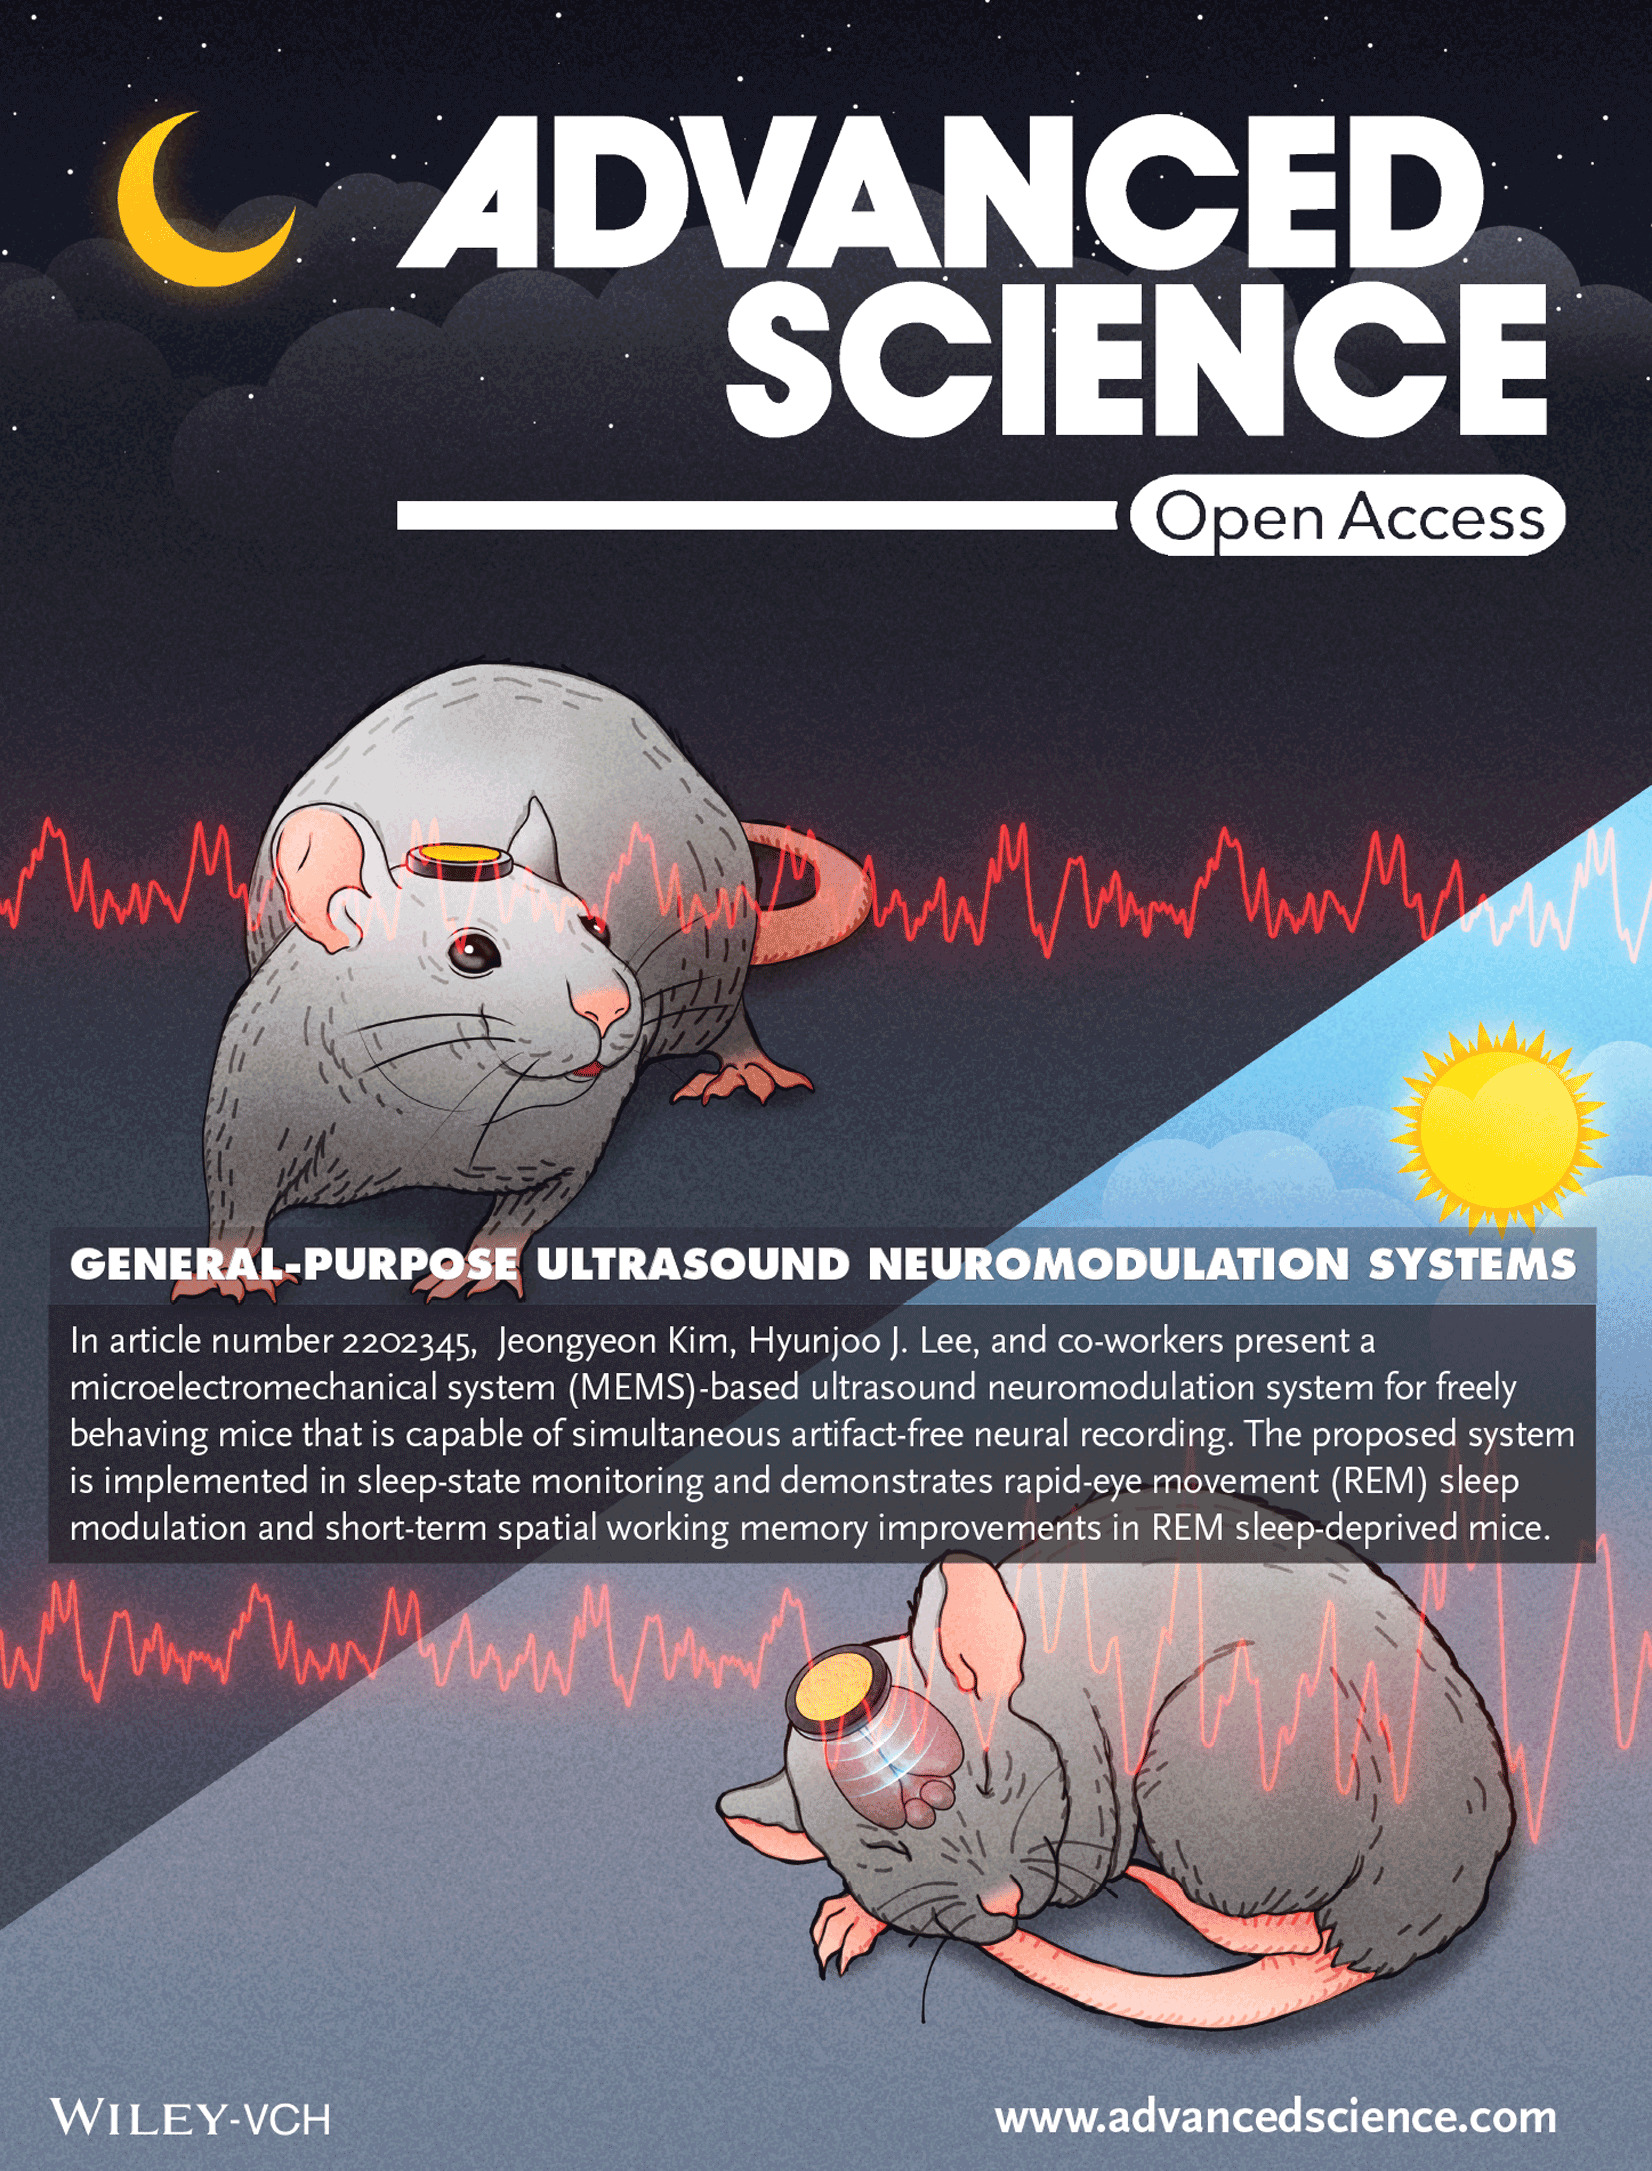 ADVANCED
SCIENCE
Open Access
GENERAL-PURPOSE ULTRASOUND NEUROMODULATION SYSTEMS
In article number 2202345, Jeongyeon Kim, Hyunjoo J. Lee, and co-workers present a
microelectromechanical system (MEMS)-based ultrasound neuromodulation system for freely
behaving mice that is capable of simultaneous artifact-free neural recording. The proposed system
is implemented in sleep-state monitoring and demonstrates rapid-eye movement (REM) sleep
modulation and short-term spatial working memory improvements in REM sleep-deprived mice.
WILEY-VCH
www.advancedscience.com